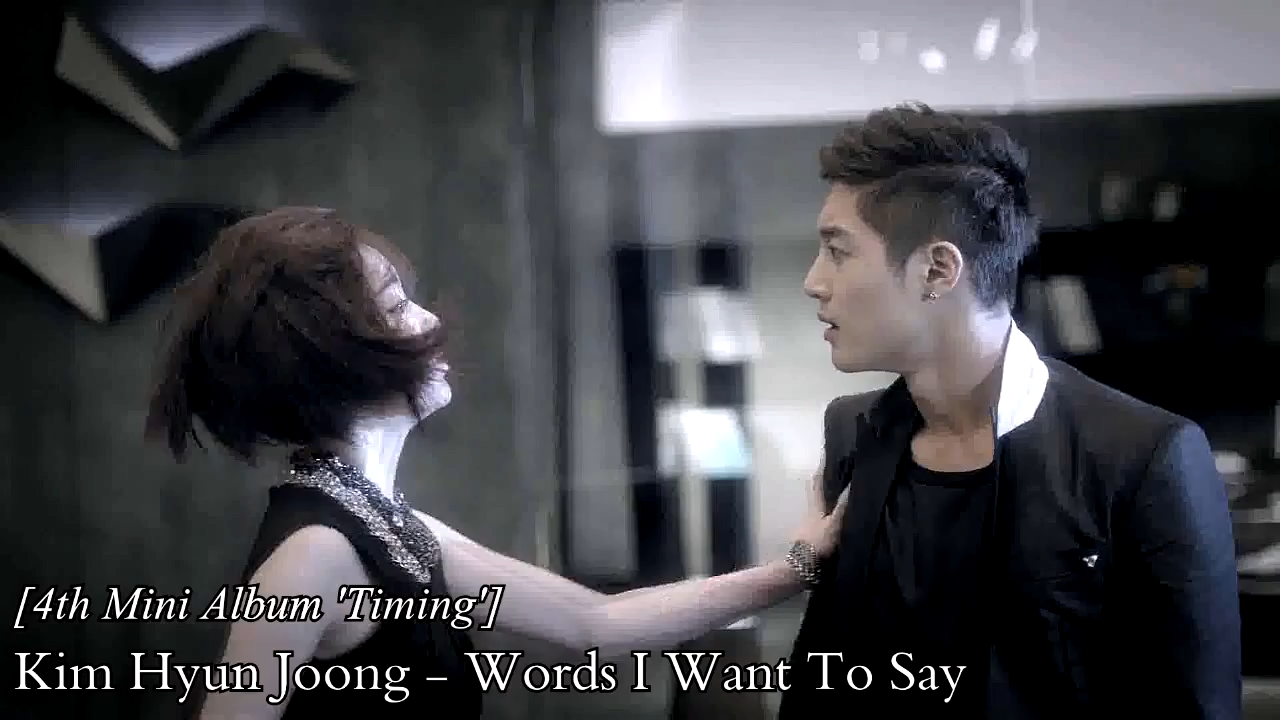 [4th Mini Album 'Timing']
Kim Hyun Joong – Words I Want To Say